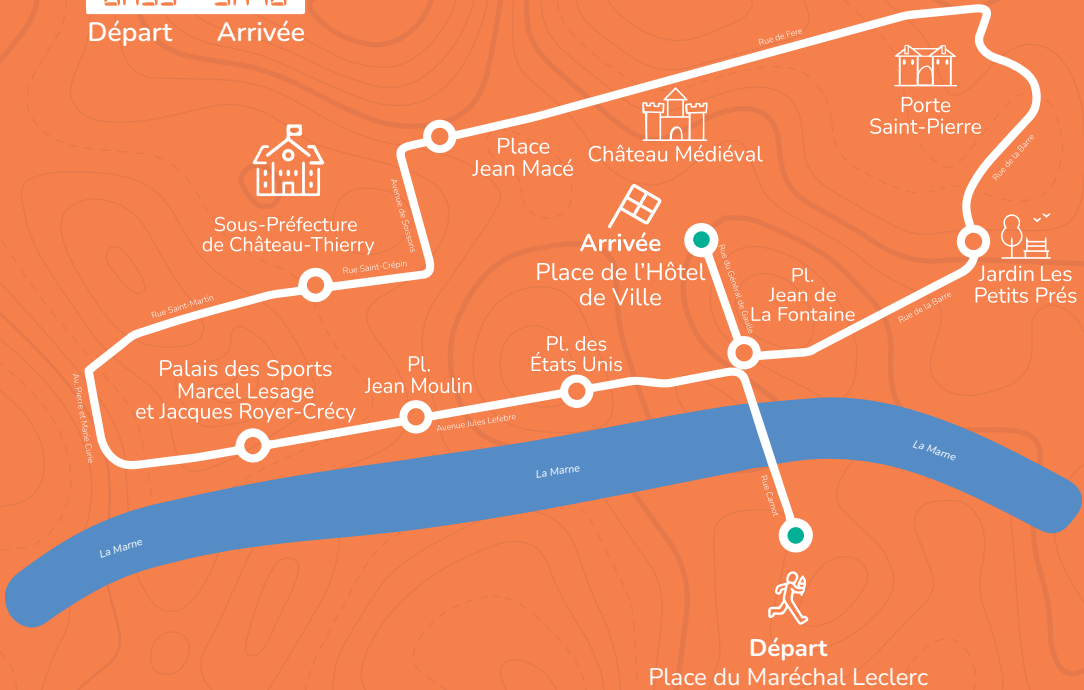 Départ
Arrivée
Rue de Fere
Porte
Saint-Pierre
Place
Jean Macé
Château Médiéval
Rue de la Barre
Avenue de Soissons
Sous-Préfecture
de Château-Thierry
Arrivée
Place de l'Hôtel
de Ville
Rue du Général de Gaulle
Jardin Les
Petits Prés
Pl.
Jean de
La Fontaine
Rue de la Barre
Rue Saint-Crépin
Rue Saint-Martin
Pl. des
États Unis
Palais des Sports
Marcel Lesage
et Jacques Royer-Crécy
Pl.
Jean Moulin
Av. Pierre et Marie Curie
Avenue Jules Lefebre
La Marne
La Marne
La Marne
Rue Carnot
Départ
Place du Maréchal Leclerc